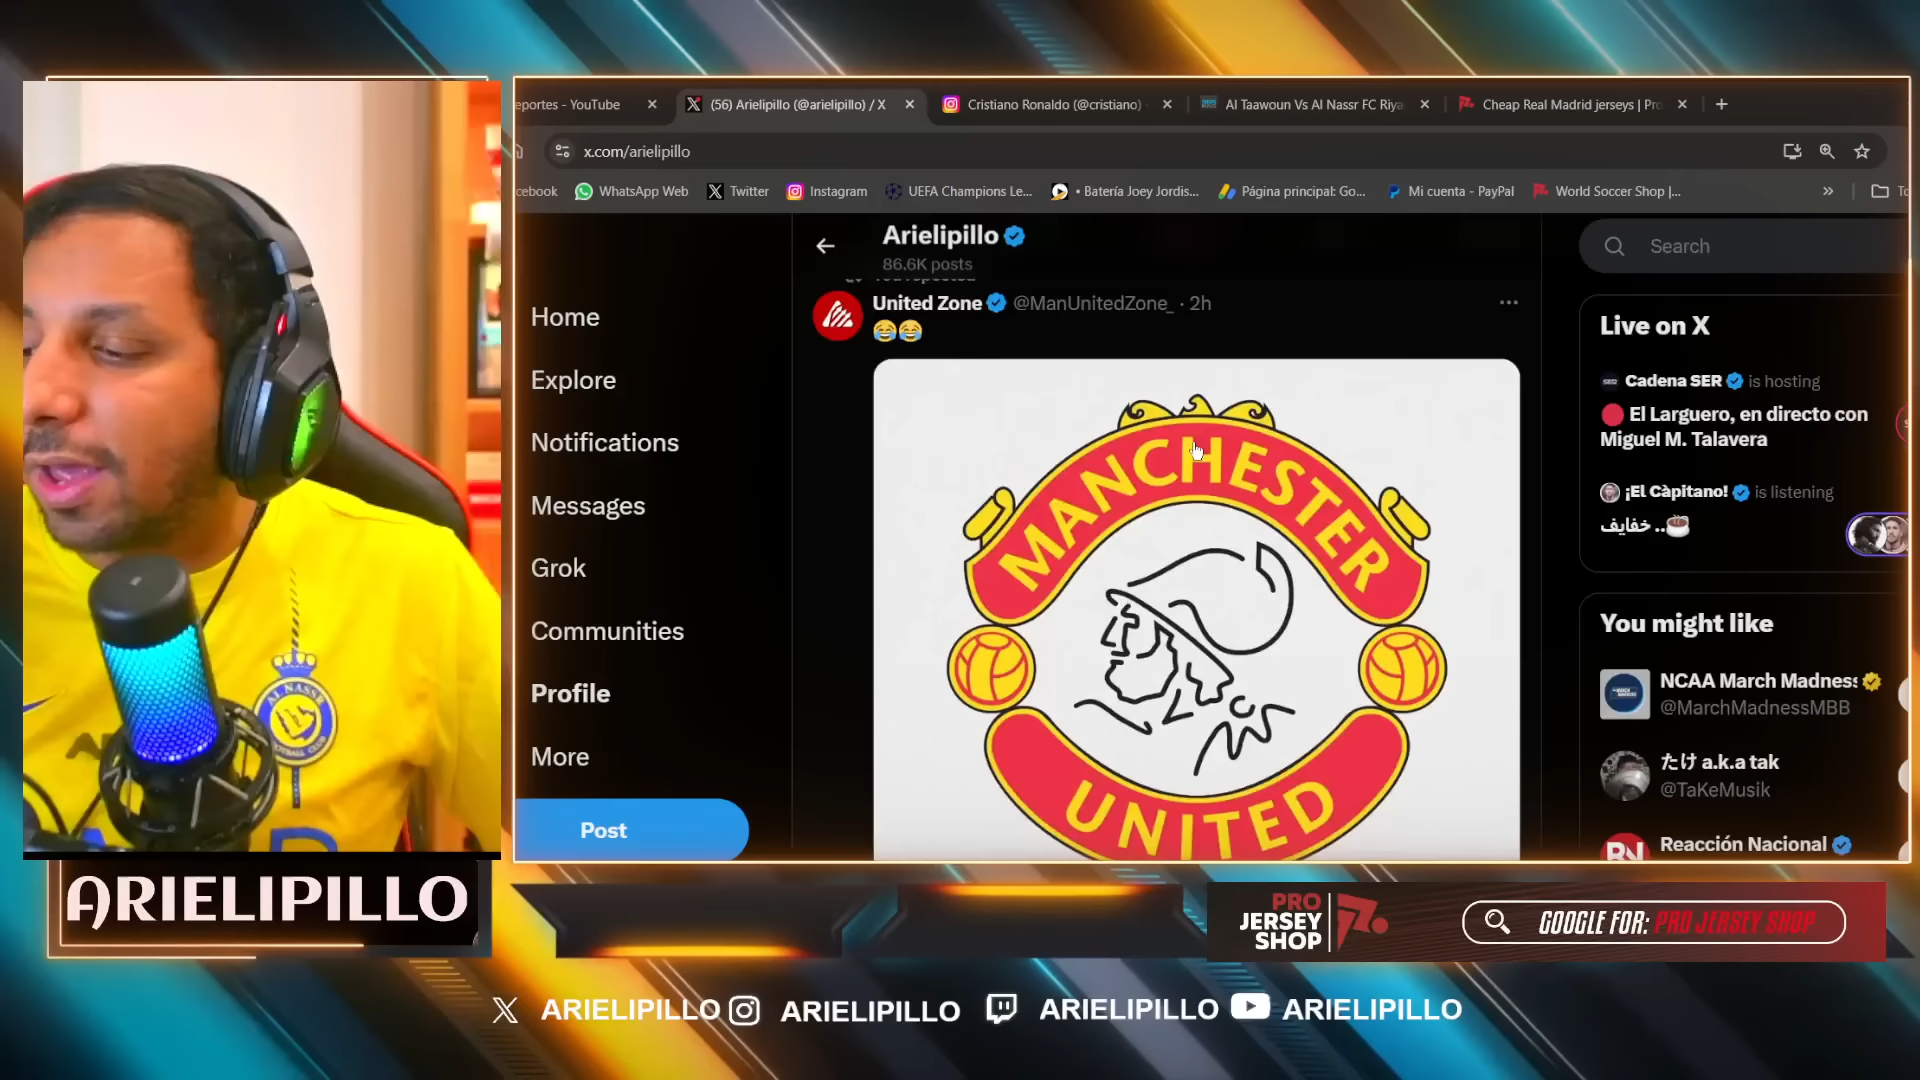 eportes - YouTube
(56) Arielipillo (@arielipillo) / X
Cristiano Ronaldo (@cristiano)
Al Taawoun Vs Al Nassr FC Riya
Cheap Real Madrid jerseys | Pro
x.com/arielipillo
cebook
WhatsApp Web
Twitter
Instagram
UEFA Champions Le...
• Batería Joey Jordis...
Página principal: Go...
Mi cuenta - PayPal
World Soccer Shop |...
Arielipillo
86.6K posts
Search
Home
Explore
Notifications
Messages
Grok
Communities
Profile
More
Post
United Zone @ManUnitedZone_ · 2h
😂😂
MANCHESTER
UNITED
Live on X
Cadena SER is hosting
El Larguero, en directo con
Miguel M. Talavera
¡El Càpitano! is listening
خفايف ..☕
You might like
NCAA March Madness
@MarchMadnessMBB
たけ a.k.a tak
@TaKeMusik
Reacción Nacional
AL NASSR
FOOTBALL CLUB
ARIELIPILLO
PRO
JERSEY
SHOP
GOOGLE FOR: PRO JERSEY SHOP
ARIELIPILLO
ARIELIPILLO
ARIELIPILLO
ARIELIPILLO